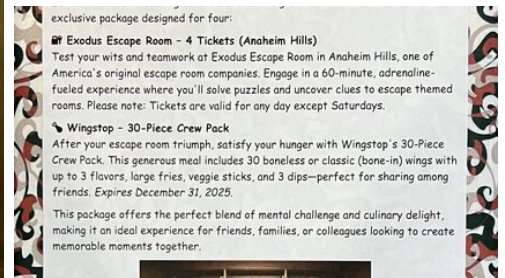 exclusive package designed for four:
🔐 Exodus Escape Room – 4 Tickets (Anaheim Hills)
Test your wits and teamwork at Exodus Escape Room in Anaheim Hills, one of
America's original escape room companies. Engage in a 60-minute, adrenaline-
fueled experience where you'll solve puzzles and uncover clues to escape themed
rooms. Please note: Tickets are valid for any day except Saturdays.
🍗 Wingstop – 30-Piece Crew Pack
After your escape room triumph, satisfy your hunger with Wingstop's 30-Piece
Crew Pack. This generous meal includes 30 boneless or classic (bone-in) wings with
up to 3 flavors, large fries, veggie sticks, and 3 dips—perfect for sharing among
friends. Expires December 31, 2025.
This package offers the perfect blend of mental challenge and culinary delight,
making it an ideal experience for friends, families, or colleagues looking to create
memorable moments together.